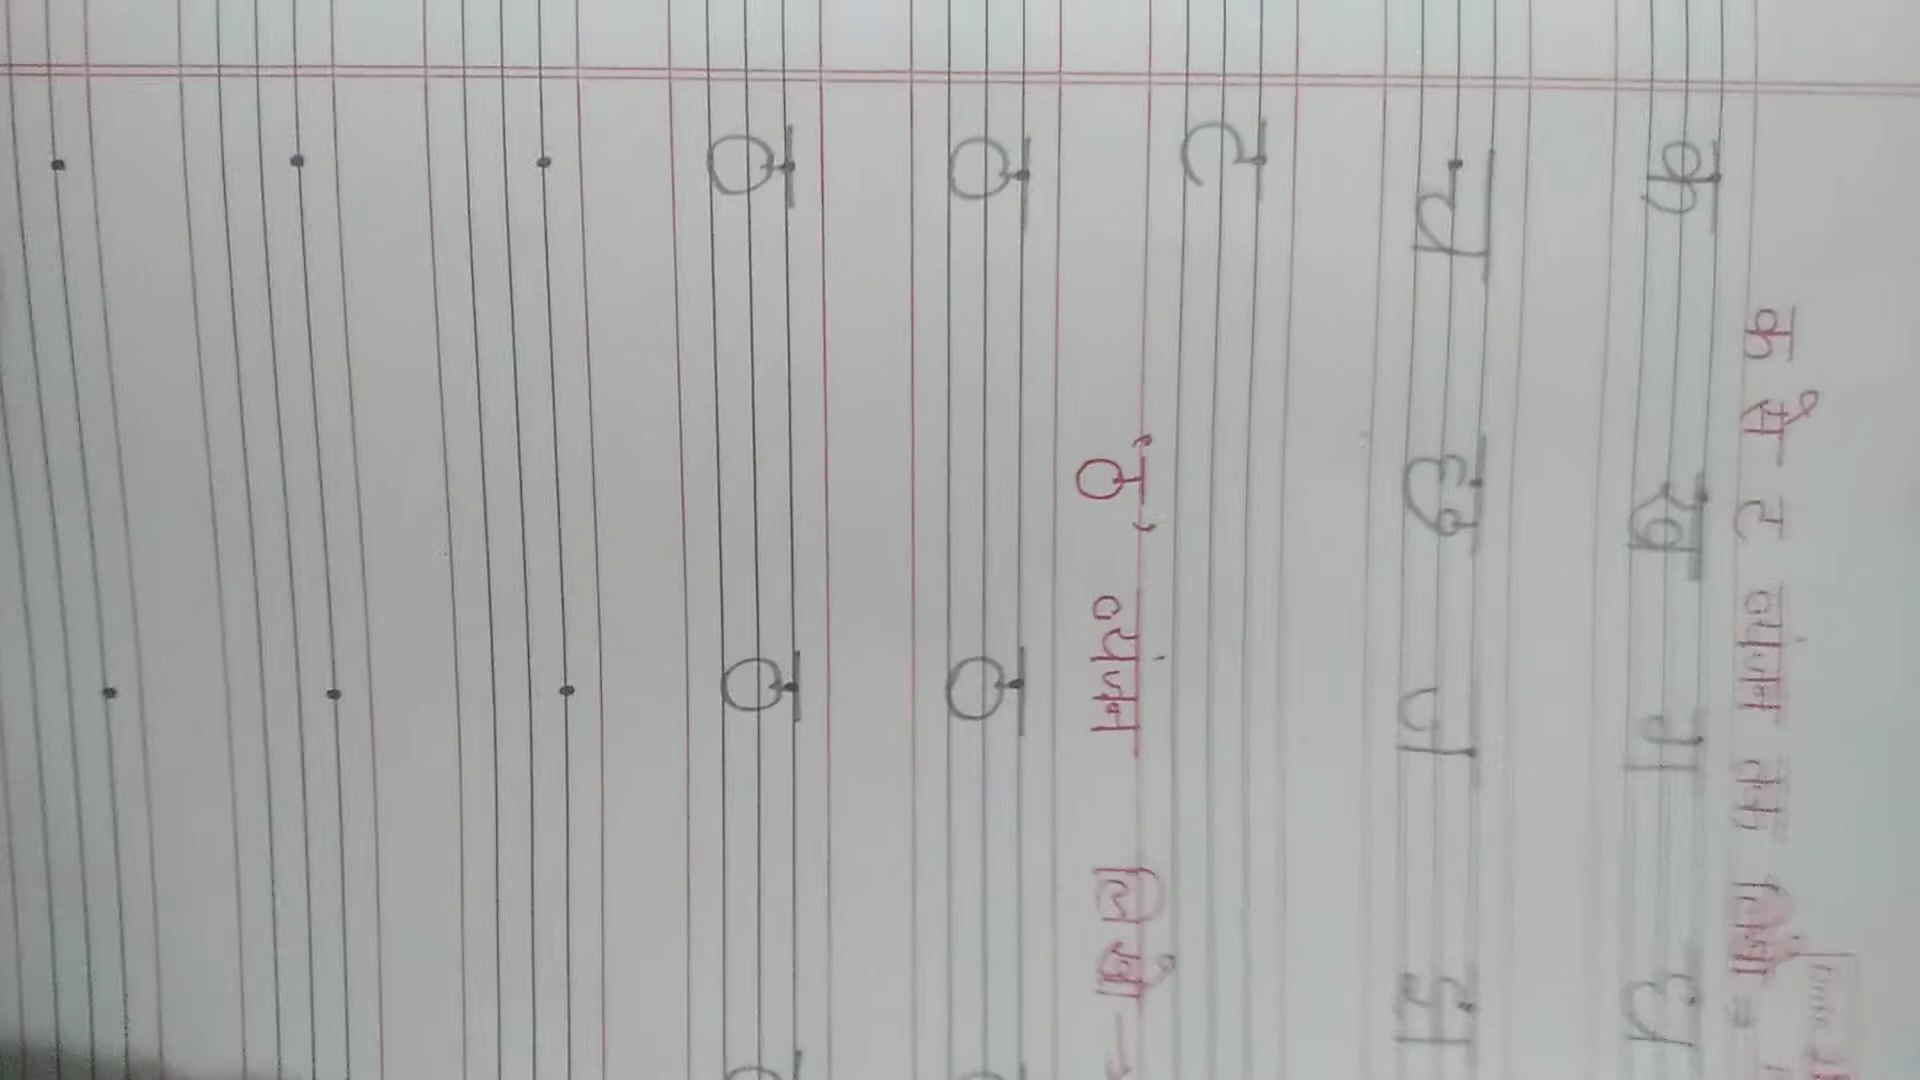 क से ट व्यंजन तक लिखो =
क ख ग घ
च छ ज झ
ट
'ठ' व्यंजन लिखो →
ठ ठ
ठ ठ